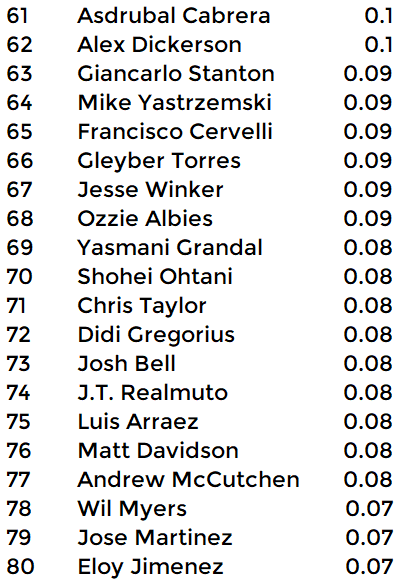 61 Asdrubal Cabrera 0.1
62 Alex Dickerson 0.1
63 Giancarlo Stanton 0.09
64 Mike Yastrzemski 0.09
65 Francisco Cervelli 0.09
66 Gleyber Torres 0.09
67 Jesse Winker 0.09
68 Ozzie Albies 0.09
69 Yasmani Grandal 0.08
70 Shohei Ohtani 0.08
71 Chris Taylor 0.08
72 Didi Gregorius 0.08
73 Josh Bell 0.08
74 J.T. Realmuto 0.08
75 Luis Arraez 0.08
76 Matt Davidson 0.08
77 Andrew McCutchen 0.08
78 Wil Myers 0.07
79 Jose Martinez 0.07
80 Eloy Jimenez 0.07